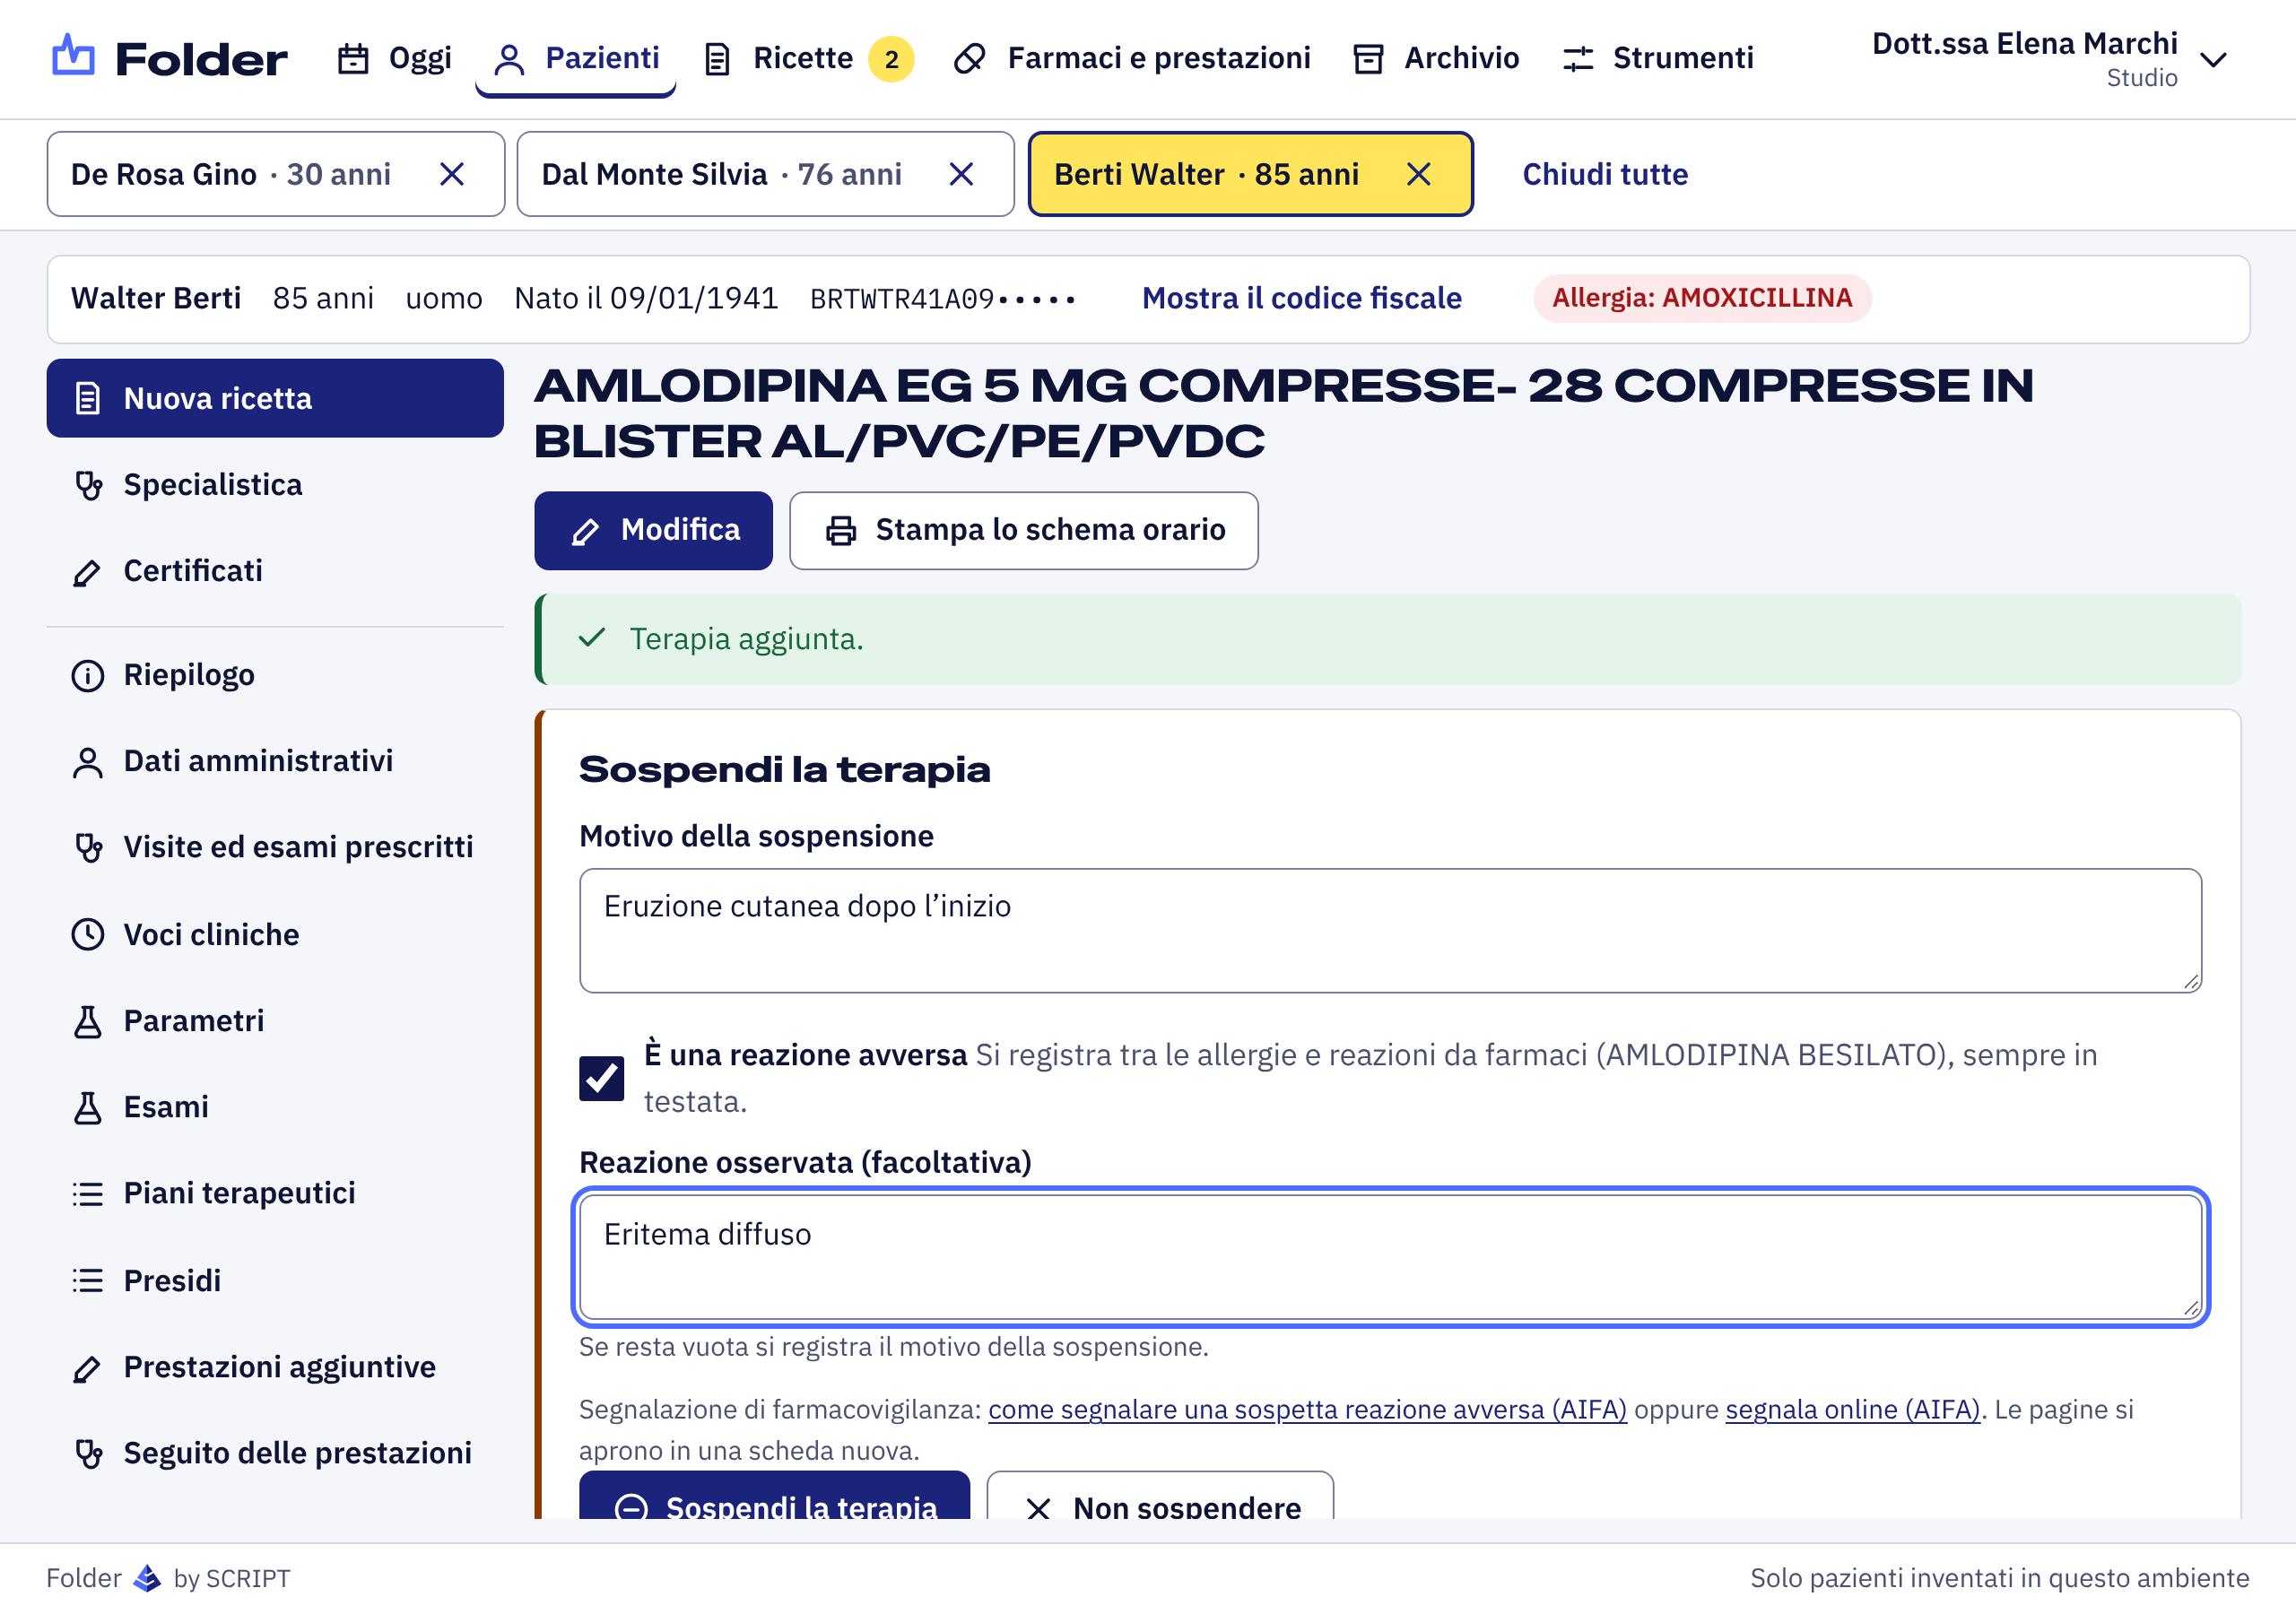 Folder
Oggi
Pazienti
Ricette 2
Farmaci e prestazioni
Archivio
Strumenti
Dott.ssa Elena Marchi
Studio
De Rosa Gino · 30 anni
Dal Monte Silvia · 76 anni
Berti Walter · 85 anni
Chiudi tutte
Walter Berti 85 anni uomo Nato il 09/01/1941 BRTWTR41A09••••• Mostra il codice fiscale Allergia: AMOXICILLINA
Nuova ricetta
Specialistica
Certificati
Riepilogo
Dati amministrativi
Visite ed esami prescritti
Voci cliniche
Parametri
Esami
Piani terapeutici
Presidi
Prestazioni aggiuntive
Seguito delle prestazioni
AMLODIPINA EG 5 MG COMPRESSE- 28 COMPRESSE IN
BLISTER AL/PVC/PE/PVDC
Modifica
Stampa lo schema orario
Terapia aggiunta.
Sospendi la terapia
Motivo della sospensione
Eruzione cutanea dopo l’inizio
È una reazione avversa Si registra tra le allergie e reazioni da farmaci (AMLODIPINA BESILATO), sempre in
testata.
Reazione osservata (facoltativa)
Eritema diffuso
Se resta vuota si registra il motivo della sospensione.
Segnalazione di farmacovigilanza: come segnalare una sospetta reazione avversa (AIFA) oppure segnala online (AIFA). Le pagine si
aprono in una scheda nuova.
Sospendi la terapia
Non sospendere
Folder by SCRIPT
Solo pazienti inventati in questo ambiente